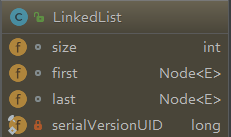 C LinkedList
f size int
f first Node<E>
f last Node<E>
f serialVersionUID long